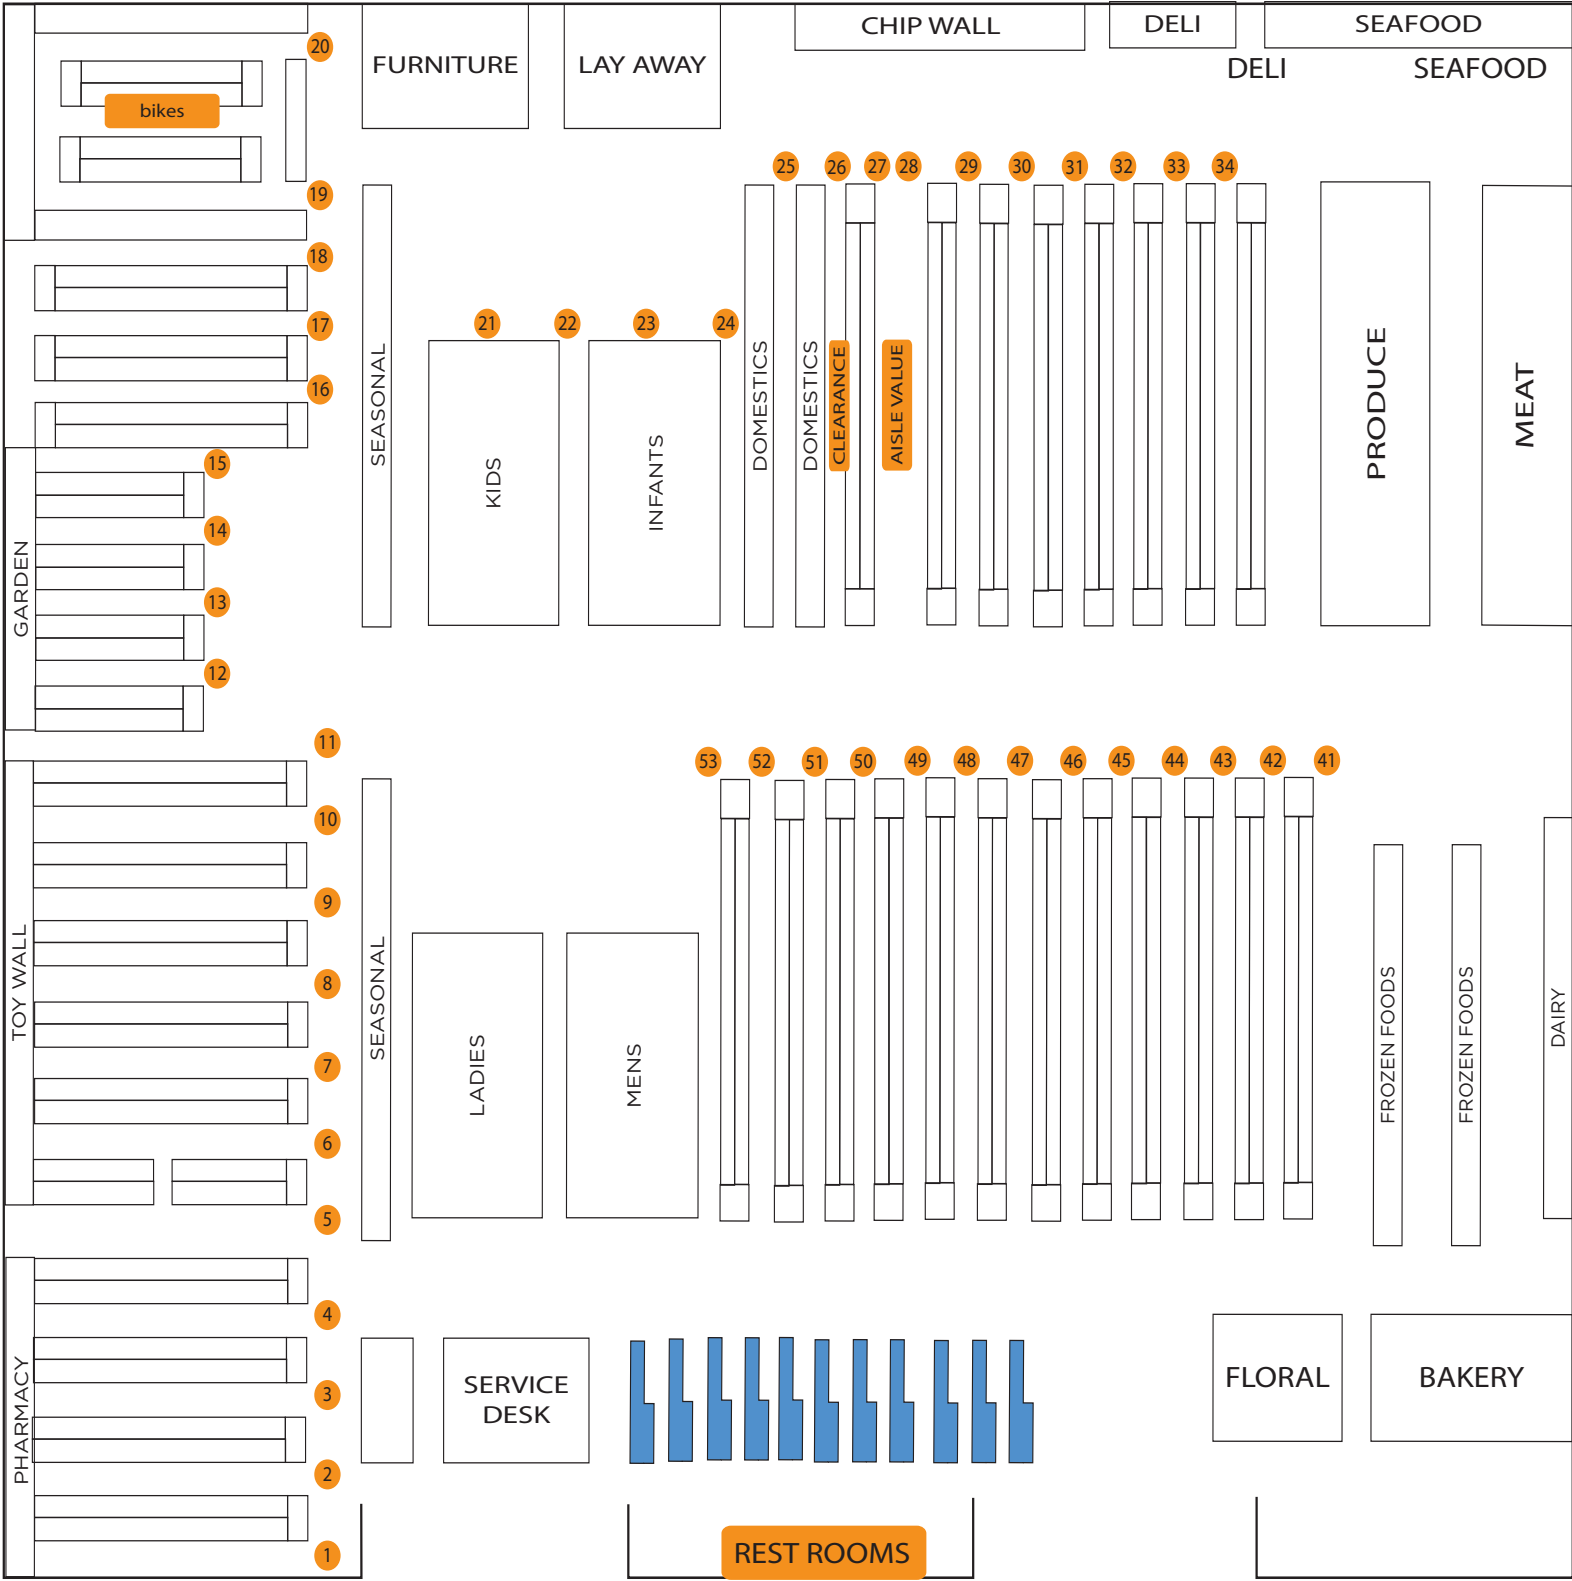 CHIP WALL
DELI
SEAFOOD
20
FURNITURE
LAY AWAY
DELI
SEAFOOD
bikes
25
26
27
28
29
30
31
32
33
34
19
18
17
21
22
23
24
16
SEASONAL
KIDS
INFANTS
DOMESTICS
DOMESTICS
CLEARANCE
AISLE VALUE
PRODUCE
MEAT
15
14
GARDEN
13
12
11
53
52
51
50
49
48
47
46
45
44
43
42
41
10
9
TOY WALL
8
SEASONAL
LADIES
MENS
FROZEN FOODS
FROZEN FOODS
DAIRY
7
6
5
4
PHARMACY
3
SERVICE
DESK
FLORAL
BAKERY
2
1
REST ROOMS